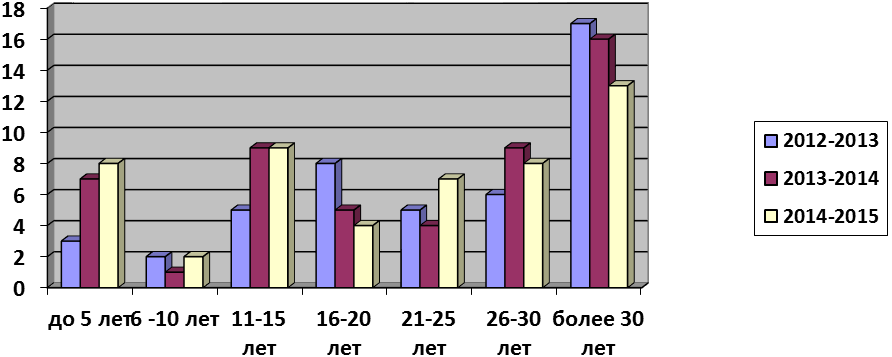 18
16
14
12
10
8
6
4
2
0
до 5 лет
6 -10 лет
11-15
лет
16-20
лет
21-25
лет
26-30
лет
более 30
лет
2012-2013
2013-2014
2014-2015